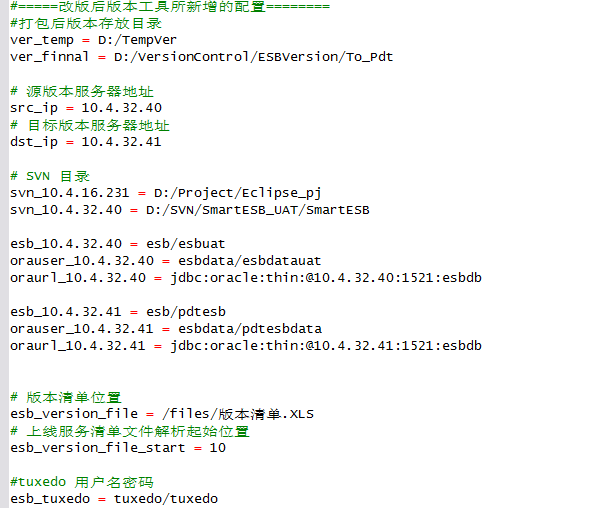 #=====改版后版本工具所新增的配置========
#打包后版本存放目录
ver_temp = D:/TempVer
ver_finnal = D:/VersionControl/ESBVersion/To_Pdt
# 源版本服务器地址
src_ip = 10.4.32.40
# 目标版本服务器地址
dst_ip = 10.4.32.41
# SVN 目录
svn_10.4.16.231 = D:/Project/Eclipse_pj
svn_10.4.32.40 = D:/SVN/SmartESB_UAT/SmartESB
esb_10.4.32.40 = esb/esbuat
orauser_10.4.32.40 = esbdata/esbdatauat
oraurl_10.4.32.40 = jdbc:oracle:thin:@10.4.32.40:1521:esbdb
esb_10.4.32.41 = esb/pdtesb
orauser_10.4.32.41 = esbdata/pdtesbdata
oraurl_10.4.32.41 = jdbc:oracle:thin:@10.4.32.41:1521:esbdb
# 版本清单位置
esb_version_file = /files/版本清单.XLS
# 上线服务清单文件解析起始位置
esb_version_file_start = 10
#tuxedo 用户名密码
esb_tuxedo = tuxedo/tuxedo